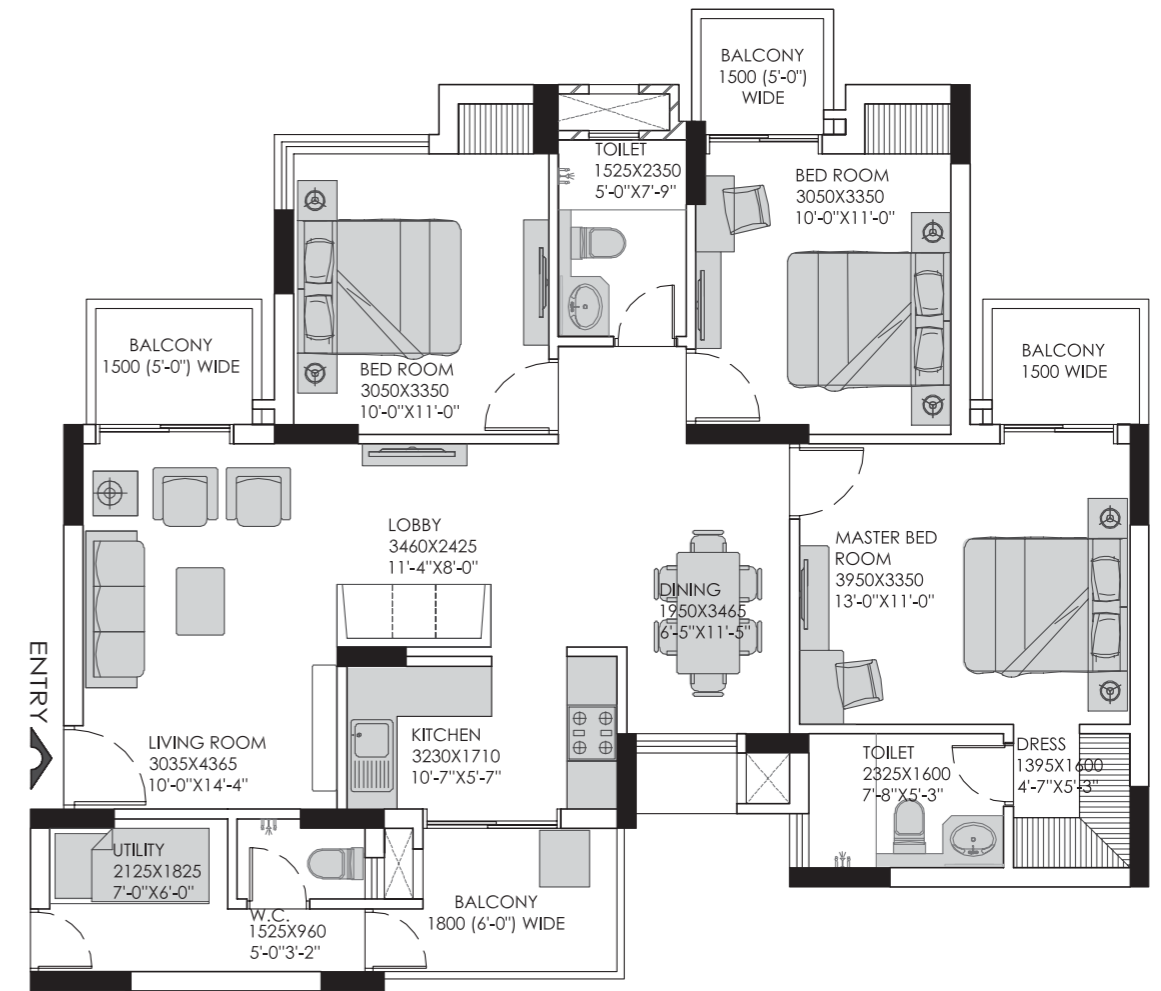 BALCONY
1500 (5'-0")
WIDE
TOILET
1525X2350
5'-0"X7'-9"
BED ROOM
3050X3350
10'-0"X11'-0"
BALCONY
1500 (5'-0") WIDE
BED ROOM
3050X3350
10'-0"X11'-0"
BALCONY
1500 WIDE
LOBBY
3460X2425
11'-4"X8'-0"
DINING
1950X3465
6'-5"X11'-5"
MASTER BED
ROOM
3950X3350
13'-0"X11'-0"
ENTRY
LIVING ROOM
3035X4365
10'-0"X14'-4"
KITCHEN
3230X1710
10'-7"X5'-7"
TOILET
2325X1600
7'-8"X5'-3"
DRESS
1395X1600
4'-7"X5'-3"
UTILITY
2125X1825
7'-0"X6'-0"
W.C.
1525X960
5'-0"3'-2"
BALCONY
1800 (6'-0") WIDE